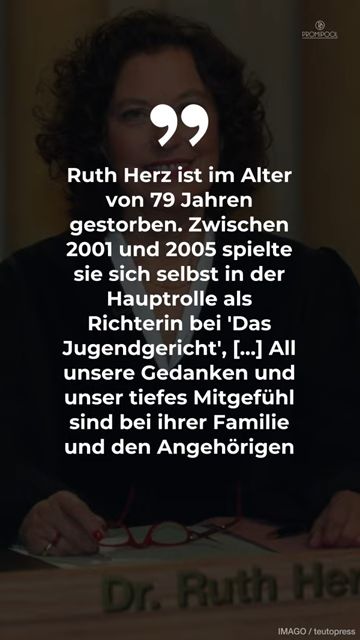 PROMIPOOL
Ruth Herz ist im Alter
von 79 Jahren
gestorben. Zwischen
2001 und 2005 spielte
sie sich selbst in der
Hauptrolle als
Richterin bei 'Das
Jugendgericht', [...] All
unsere Gedanken und
unser tiefes Mitgefühl
sind bei ihrer Familie
und den Angehörigen
Dr. Ruth Her
IMAGO / teutopress